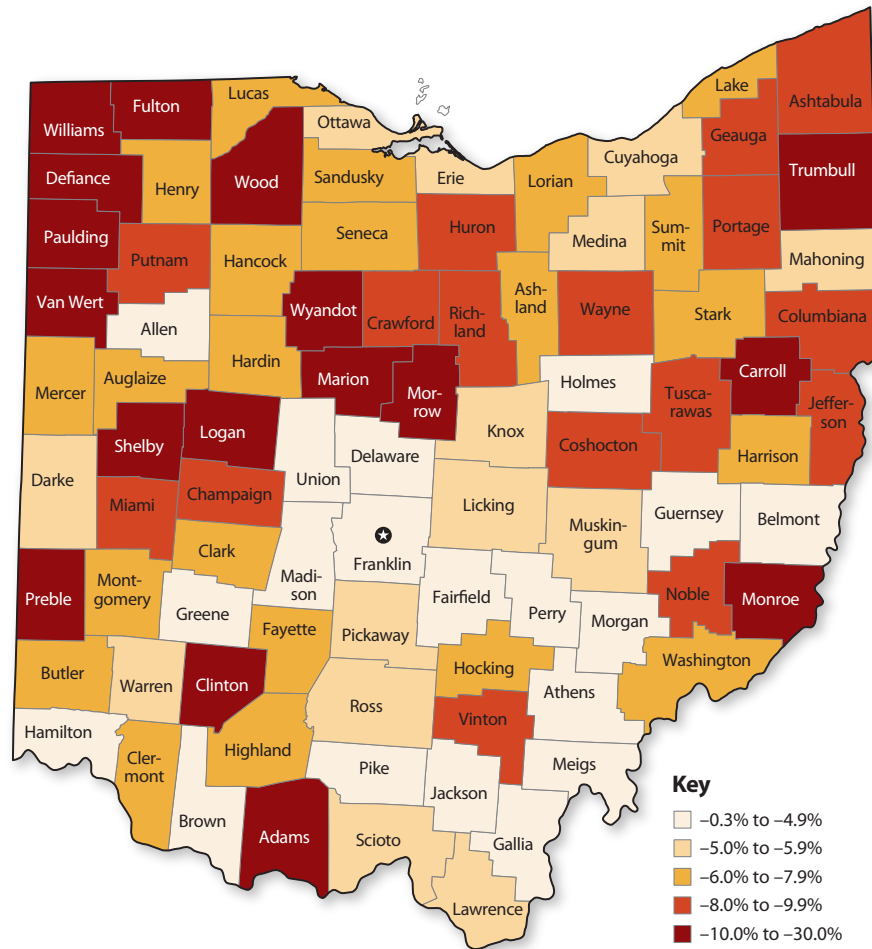 Lake
Ashtabula
Lucas
Fulton
Williams
Ottawa
Geauga
Cuyahoga
Trumbull
Defiance
Henry
Wood
Sandusky
Erie
Lorian
Paulding
Seneca
Huron
Medina
Sum-
mit
Portage
Putnam
Hancock
Mahoning
Van Wert
Allen
Wyandot
Crawford
Rich-
land
Ash-
land
Wayne
Stark
Columbiana
Mercer
Auglaize
Hardin
Marion
Mor-
row
Holmes
Tusca-
rawas
Carroll
Jeffer-
son
Shelby
Logan
Knox
Coshocton
Harrison
Darke
Union
Delaware
Miami
Champaign
Licking
Muskin-
gum
Guernsey
Belmont
Clark
Franklin
Madi-
son
Preble
Mont-
gomery
Greene
Fairfield
Perry
Morgan
Noble
Monroe
Fayette
Pickaway
Butler
Warren
Clinton
Hocking
Athens
Washington
Ross
Vinton
Hamilton
Cler-
mont
Highland
Pike
Jackson
Meigs
Brown
Adams
Scioto
Gallia
Lawrence
Key
–0.3% to –4.9%
–5.0% to –5.9%
–6.0% to –7.9%
–8.0% to –9.9%
–10.0% to –30.0%